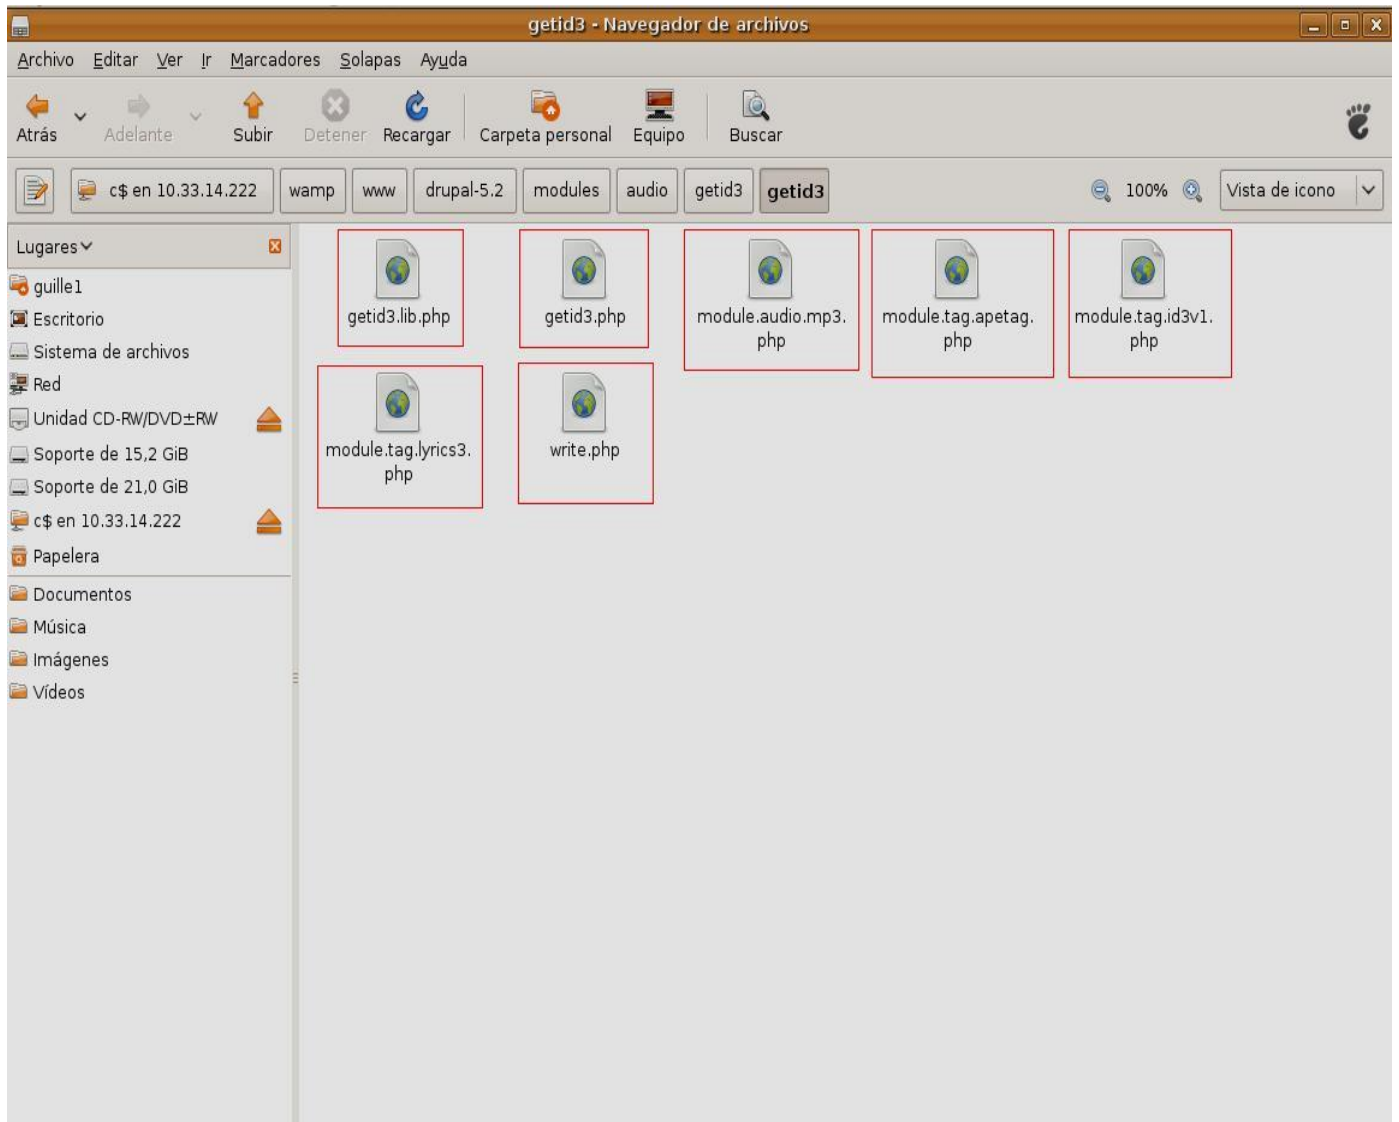 getid3 - Navegador de archivos
Archivo Editar Ver Ir Marcadores Solapas Ayuda
Atrás Adelante Subir Detener Recargar Carpeta personal Equipo Buscar
c$ en 10.33.14.222 wamp www drupal-5.2 modules audio getid3 getid3 100% Vista de icono
Lugares
guille1
Escritorio
Sistema de archivos
Red
Unidad CD-RW/DVD±RW
Soporte de 15,2 GiB
Soporte de 21,0 GiB
c$ en 10.33.14.222
Papelera
Documentos
Música
Imágenes
Vídeos
getid3.lib.php
getid3.php
module.audio.mp3.
php
module.tag.apetag.
php
module.tag.id3v1.
php
module.tag.lyrics3.
php
write.php